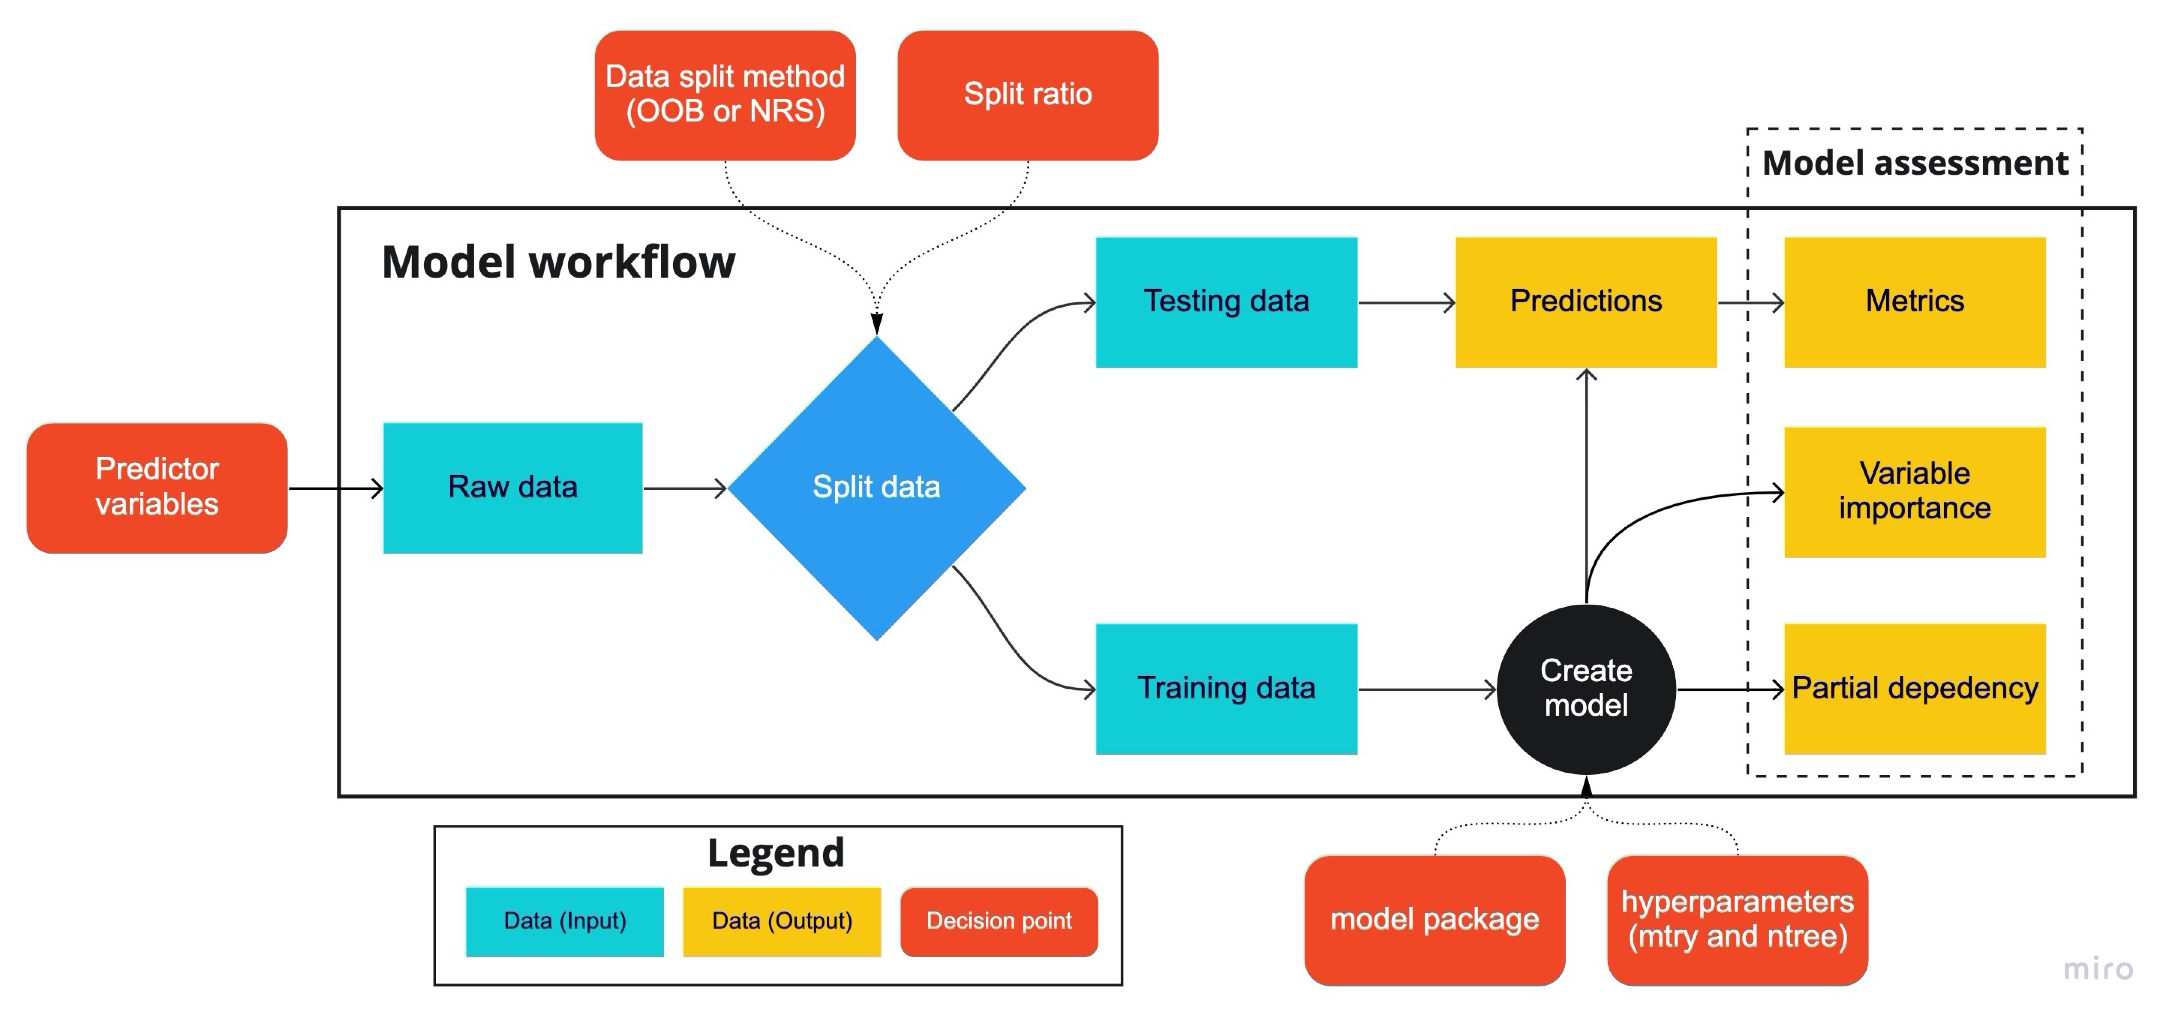 Data split method
(OOB or NRS)
Split ratio
Model assessment
Model workflow
Testing data
Predictions
Metrics
Predictor
variables
Raw data
Split data
Variable
importance
Training data
Create
model
Partial depedency
Legend
Data (Input)
Data (Output)
Decision point
model package
hyperparameters
(mtry and ntree)
miro